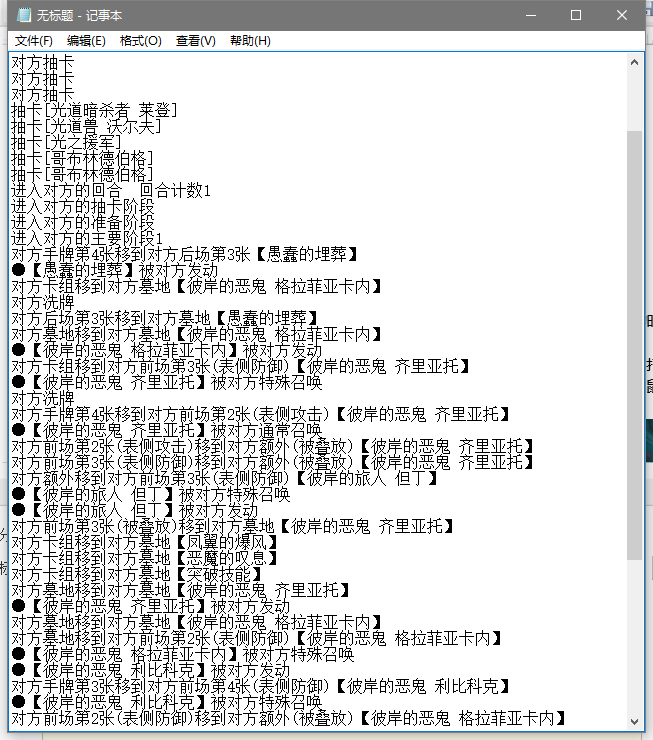 无标题 - 记事本
文件(F) 编辑(E) 格式(O) 查看(V) 帮助(H)
对方抽卡
对方抽卡
对方抽卡
抽卡[光道暗杀者 莱登]
抽卡[光道兽 沃尔夫]
抽卡[光之援军]
抽卡[哥布林德伯格]
抽卡[哥布林德伯格]
进入对方的回合  回合计数1
进入对方的抽卡阶段
进入对方的准备阶段
进入对方的主要阶段1
对方手牌第4张移到对方后场第3张【愚蠢的埋葬】
●【愚蠢的埋葬】被对方发动
对方卡组移到对方墓地【彼岸的恶鬼 格拉菲亚卡内】
对方洗牌
对方后场第3张移到对方墓地【愚蠢的埋葬】
对方墓地移到对方墓地【彼岸的恶鬼 格拉菲亚卡内】
●【彼岸的恶鬼 格拉菲亚卡内】被对方发动
对方卡组移到对方前场第3张(表侧防御)【彼岸的恶鬼 齐里亚托】
●【彼岸的恶鬼 齐里亚托】被对方特殊召唤
对方洗牌
对方手牌第4张移到对方前场第2张(表侧攻击)【彼岸的恶鬼 齐里亚托】
●【彼岸的恶鬼 齐里亚托】被对方通常召唤
对方前场第2张(表侧攻击)移到对方额外(被叠放)【彼岸的恶鬼 齐里亚托】
对方前场第3张(表侧防御)移到对方额外(被叠放)【彼岸的恶鬼 齐里亚托】
对方额外移到对方前场第3张(表侧防御)【彼岸的旅人 但丁】
●【彼岸的旅人 但丁】被对方特殊召唤
●【彼岸的旅人 但丁】被对方发动
对方前场第3张(被叠放)移到对方墓地【彼岸的恶鬼 齐里亚托】
对方卡组移到对方墓地【凤翼的爆风】
对方卡组移到对方墓地【恶魔的叹息】
对方卡组移到对方墓地【突破技能】
对方墓地移到对方墓地【彼岸的恶鬼 齐里亚托】
●【彼岸的恶鬼 齐里亚托】被对方发动
对方墓地移到对方墓地【彼岸的恶鬼 格拉菲亚卡内】
对方墓地移到对方前场第2张(表侧防御)【彼岸的恶鬼 格拉菲亚卡内】
●【彼岸的恶鬼 格拉菲亚卡内】被对方特殊召唤
●【彼岸的恶鬼 利比科克】被对方发动
对方手牌第3张移到对方前场第4张(表侧防御)【彼岸的恶鬼 利比科克】
●【彼岸的恶鬼 利比科克】被对方特殊召唤
对方前场第2张(表侧防御)移到对方额外(被叠放)【彼岸的恶鬼 格拉菲亚卡内】